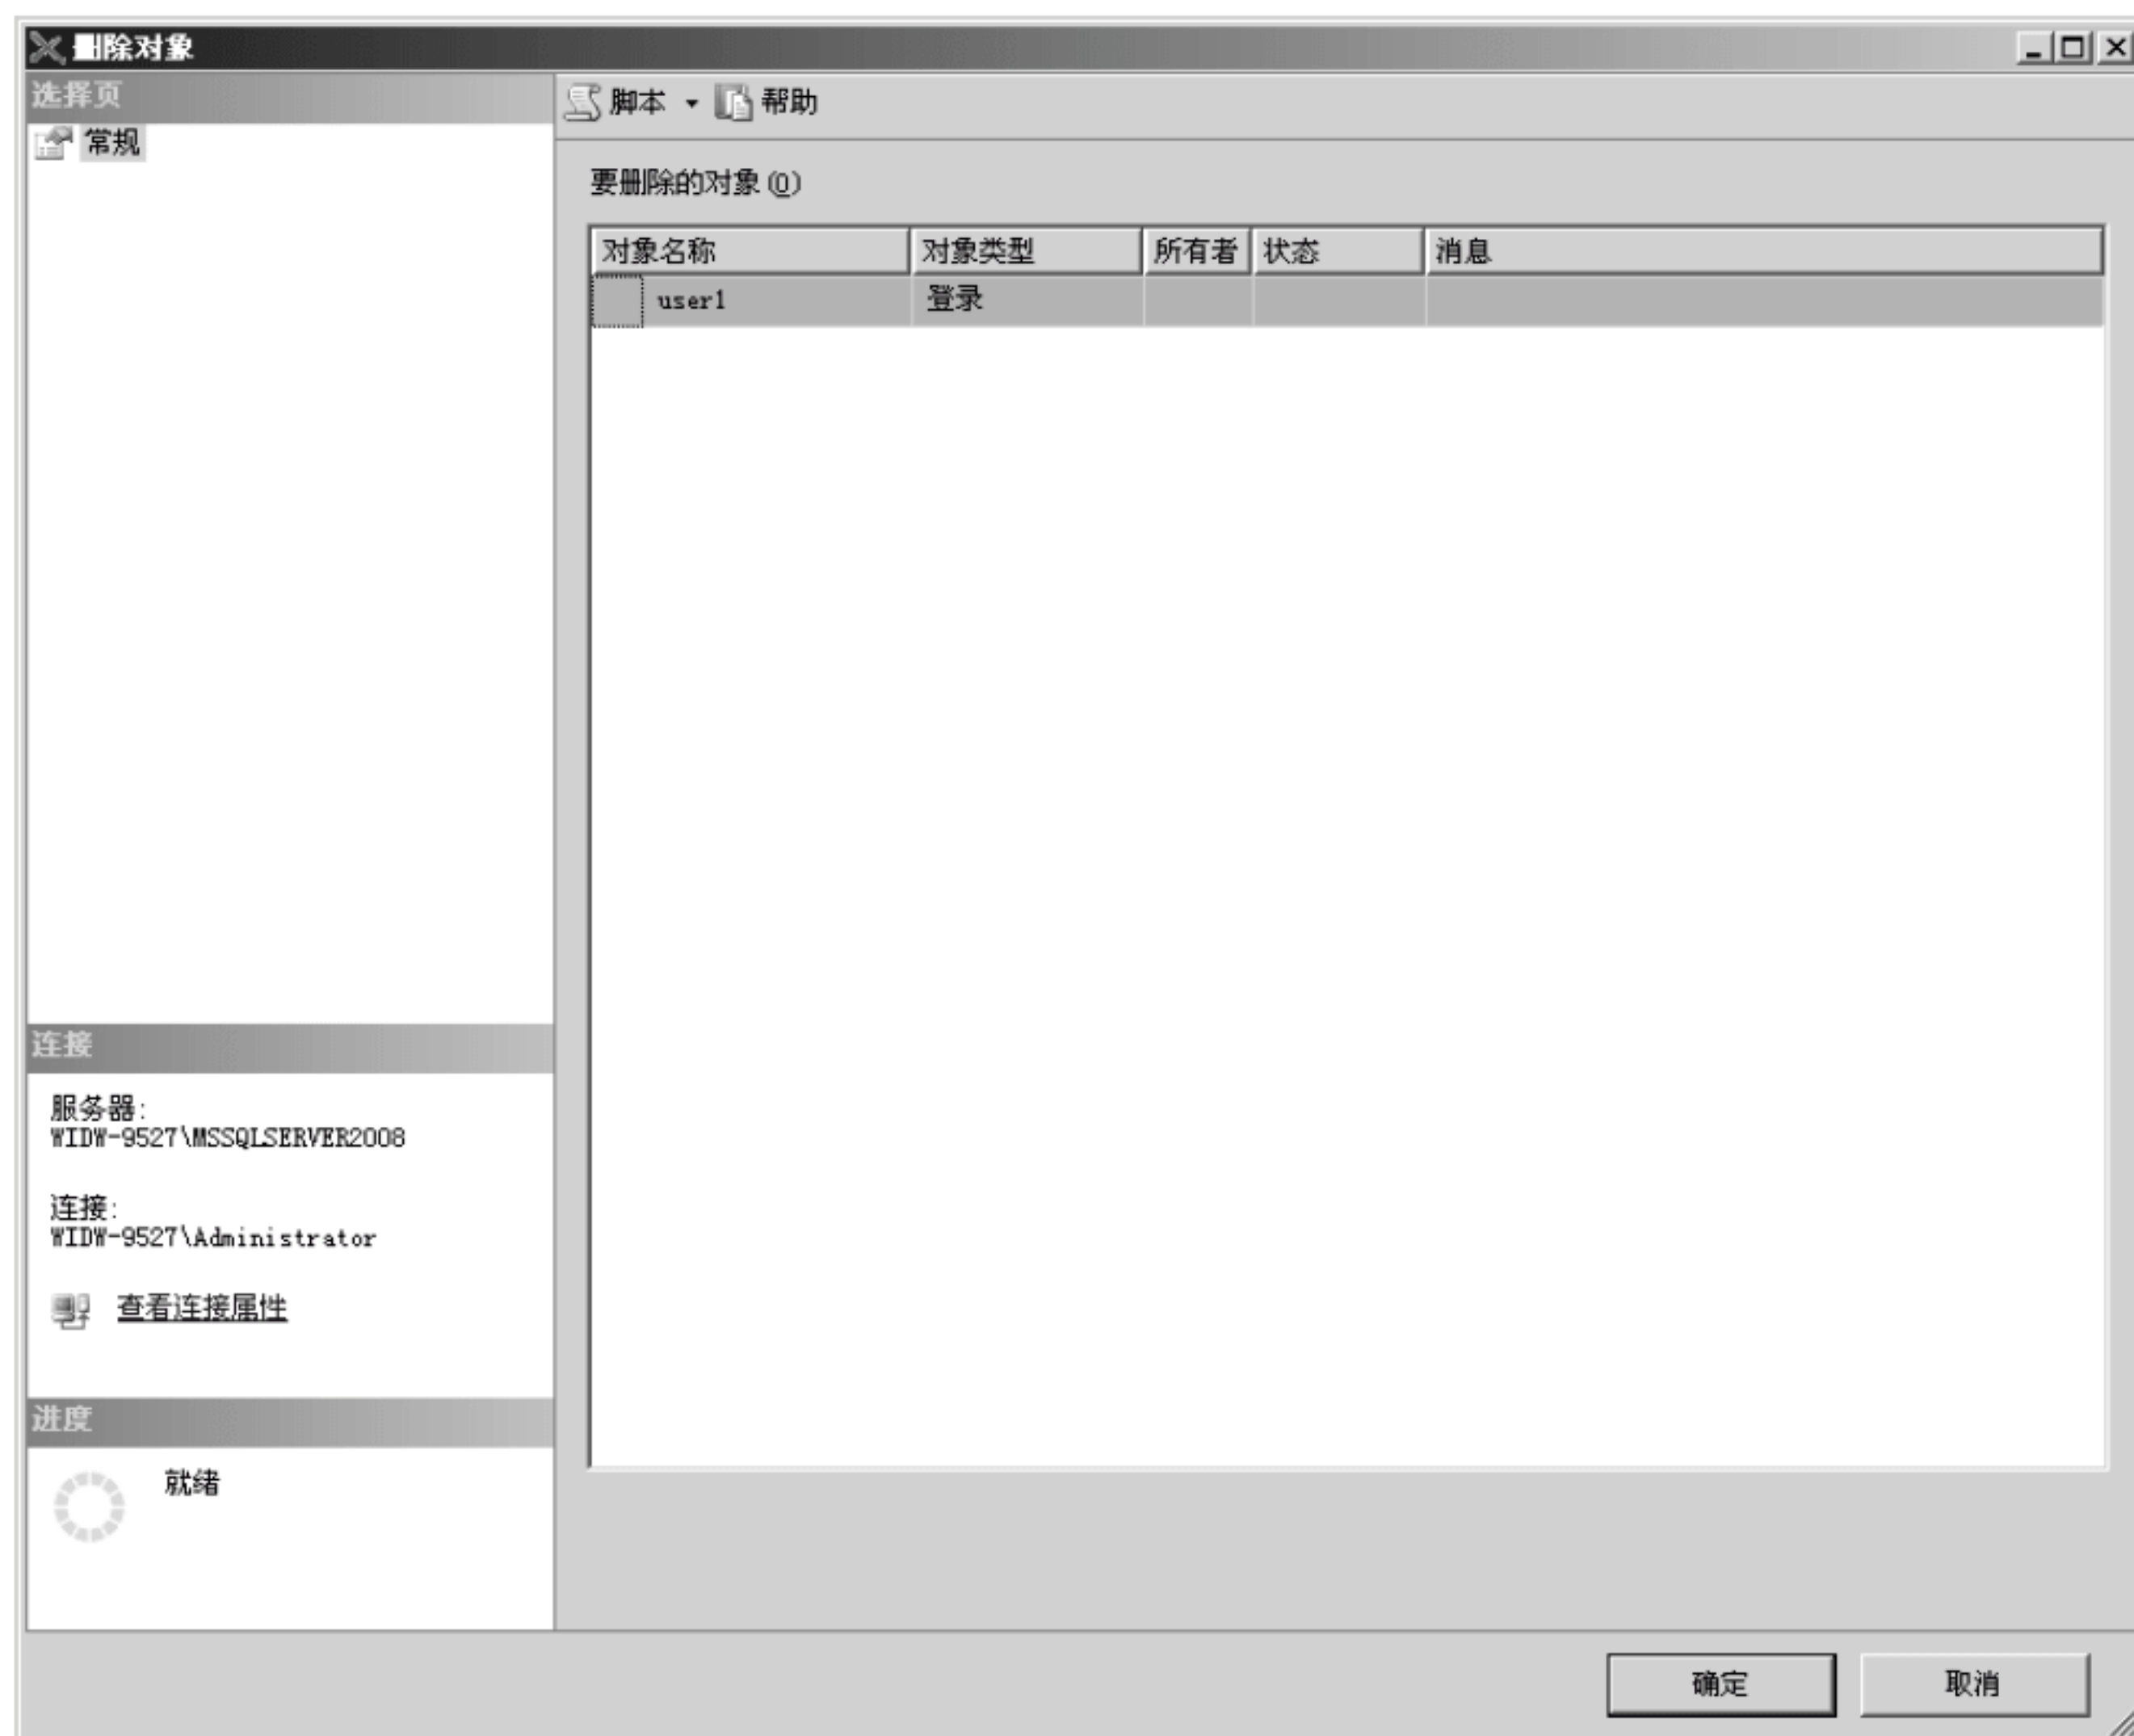 删除对象
选择页
常规
脚本 帮助
要删除的对象(O)
对象名称 对象类型 所有者 状态 消息
user1 登录
连接
服务器:
WIDW-9527\MSSQLSERVER2008
连接:
WIDW-9527\Administrator
查看连接属性
进度
就绪
确定 取消